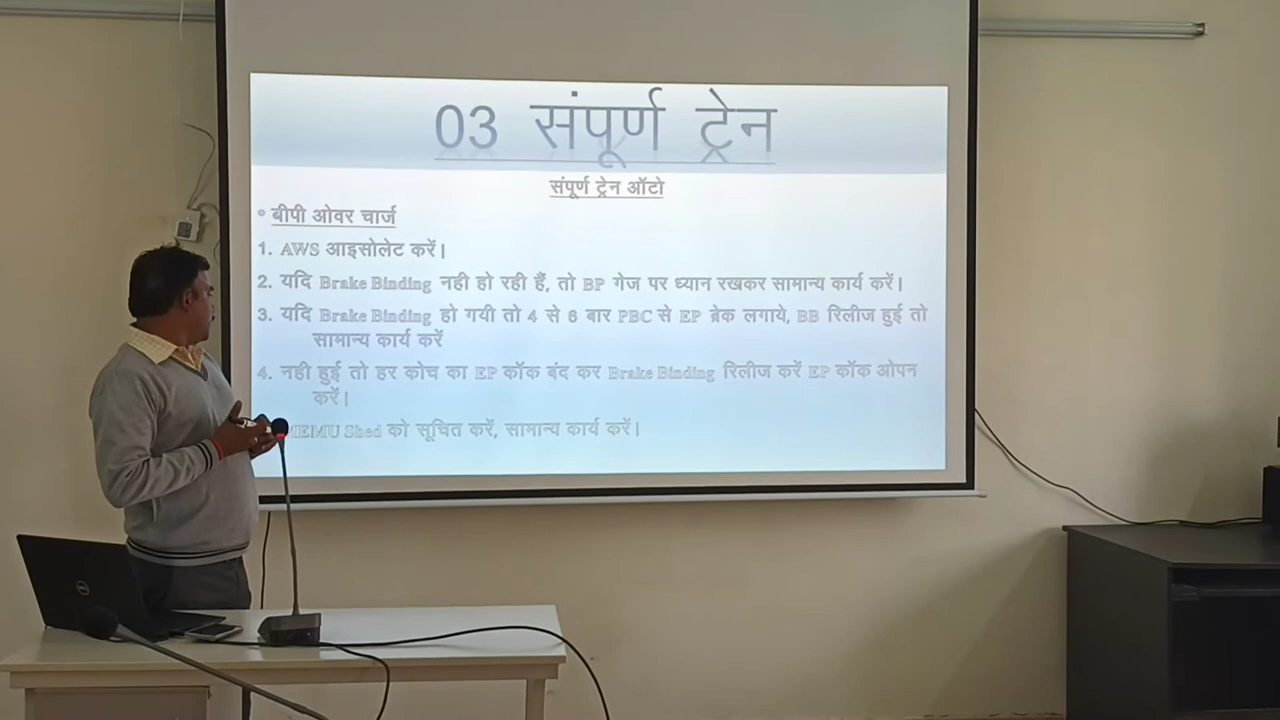 03 संपूर्ण ट्रेन
संपूर्ण ट्रेन ऑटो
• बीपी ओवर चार्ज
1. AWS आइसोलेट करें।
2. यदि Brake Binding नही हो रही हैं, तो BP गेज पर ध्यान रखकर सामान्य कार्य करें।
3. यदि Brake Binding हो गयी तो 4 से 6 बार PBC से EP ब्रेक लगाये, BB रिलीज हुई तो
सामान्य कार्य करें
4. नही हुई तो हर कोच का EP कॉक बंद कर Brake Binding रिलीज करें EP कॉक ओपन
करें।
MEMU Shed को सूचित करें, सामान्य कार्य करें।
DELL